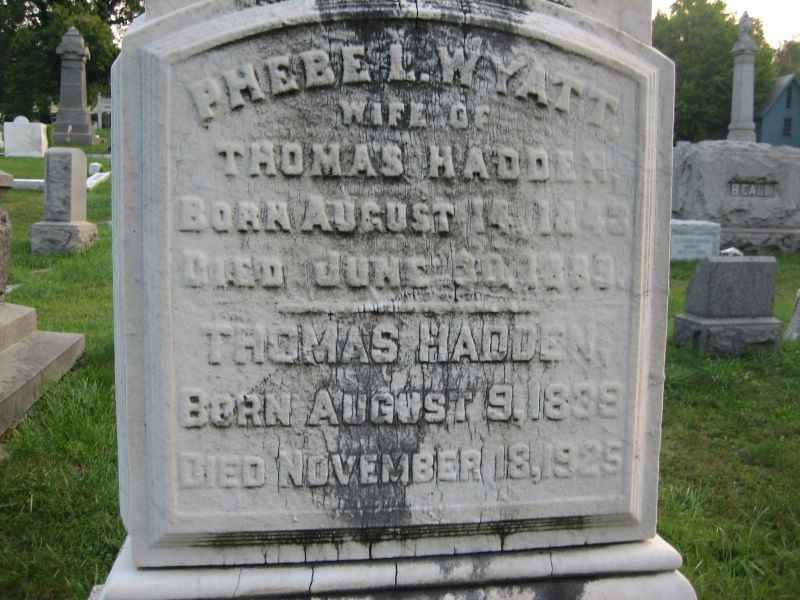 PHEBE L. WYATT.
WIFE OF
THOMAS HADDEN,
BORN AUGUST 14,
DIED JUNE 30,
THOMAS HADDEN,
BORN AUGUST 9, 1839
DIED NOVEMBER 18, 1925